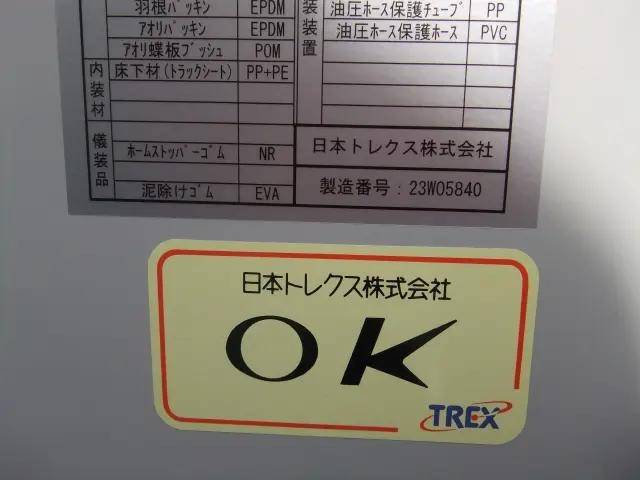 羽根パッキン EPDM
アオリパッキン EPDM
アオリ蝶板ブッシュ POM
内装材 床下材(トラックシート) PP+PE
儀装品
ホームストッパーゴム NR
泥除けゴム EVA
装装置
油圧ホース保護チューブ PP
油圧ホース保護ホース PVC
日本トレクス株式会社
製造番号:23W05840
日本トレクス株式会社
OK
TREX